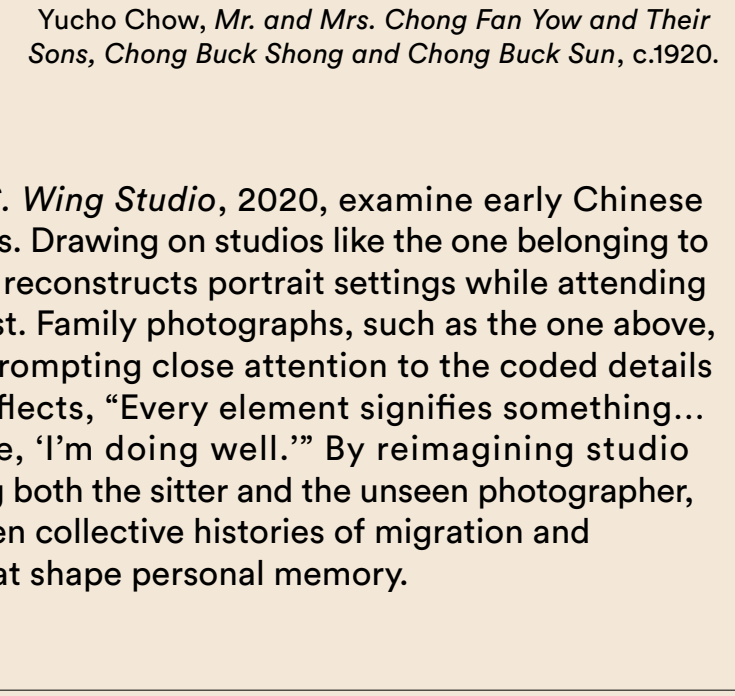 Yucho Chow, Mr. and Mrs. Chong Fan Yow and Their
Sons, Chong Buck Shong and Chong Buck Sun, c.1920.
. Wing Studio, 2020, examine early Chinese
s. Drawing on studios like the one belonging to
reconstructs portrait settings while attending
st. Family photographs, such as the one above,
rompting close attention to the coded details
flects, “Every element signifies something…
e, ‘I’m doing well.’” By reimagining studio
both the sitter and the unseen photographer,
en collective histories of migration and
at shape personal memory.